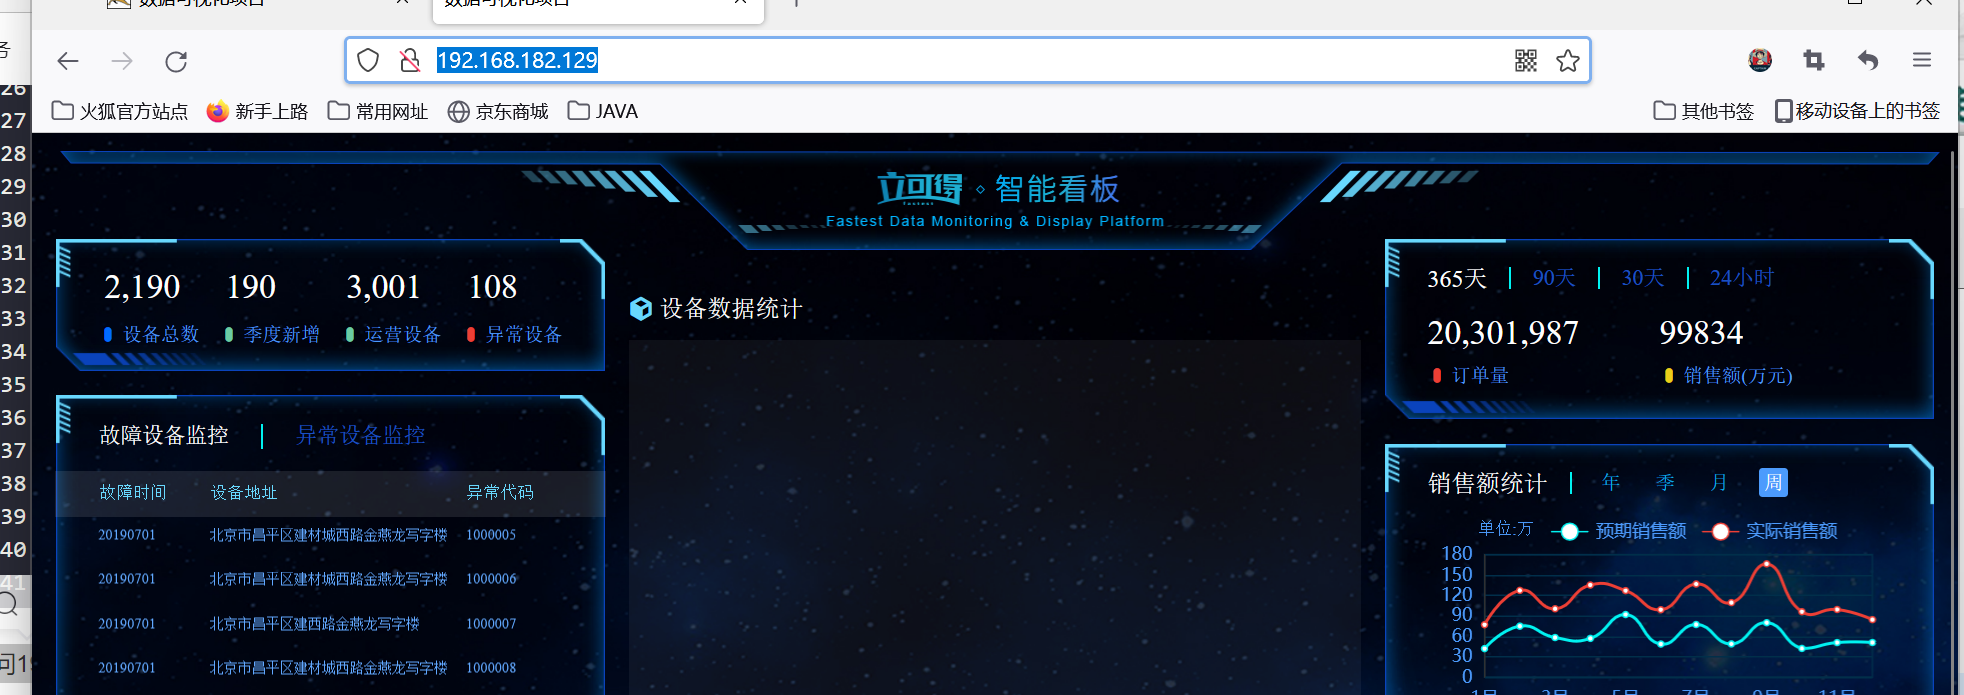 数据可视化项目
数据可视化项目
192.168.182.129
火狐官方站点 新手上路 常用网址 京东商城 JAVA 其他书签 移动设备上的书签
26
27
28
29
30
31
32
33
34
35
36
37
38
39
40
41
立可得 智能看板
Fastest Data Monitoring & Display Platform
2,190 190 3,001 108
设备总数 季度新增 运营设备 异常设备
故障设备监控 异常设备监控
故障时间 设备地址 异常代码
20190701 北京市昌平区建材城西路金燕龙写字楼 1000005
20190701 北京市昌平区建材城西路金燕龙写字楼 1000006
20190701 北京市昌平区建西路金燕龙写字楼 1000007
20190701 北京市昌平区建材城西路金燕龙写字楼 1000008
设备数据统计
365天 90天 30天 24小时
20,301,987 99834
订单量 销售额(万元)
销售额统计 年 季 月 周
单位:万 预期销售额 实际销售额
180
150
120
90
60
30
0
1月 3月 5月 7月 9月 11月